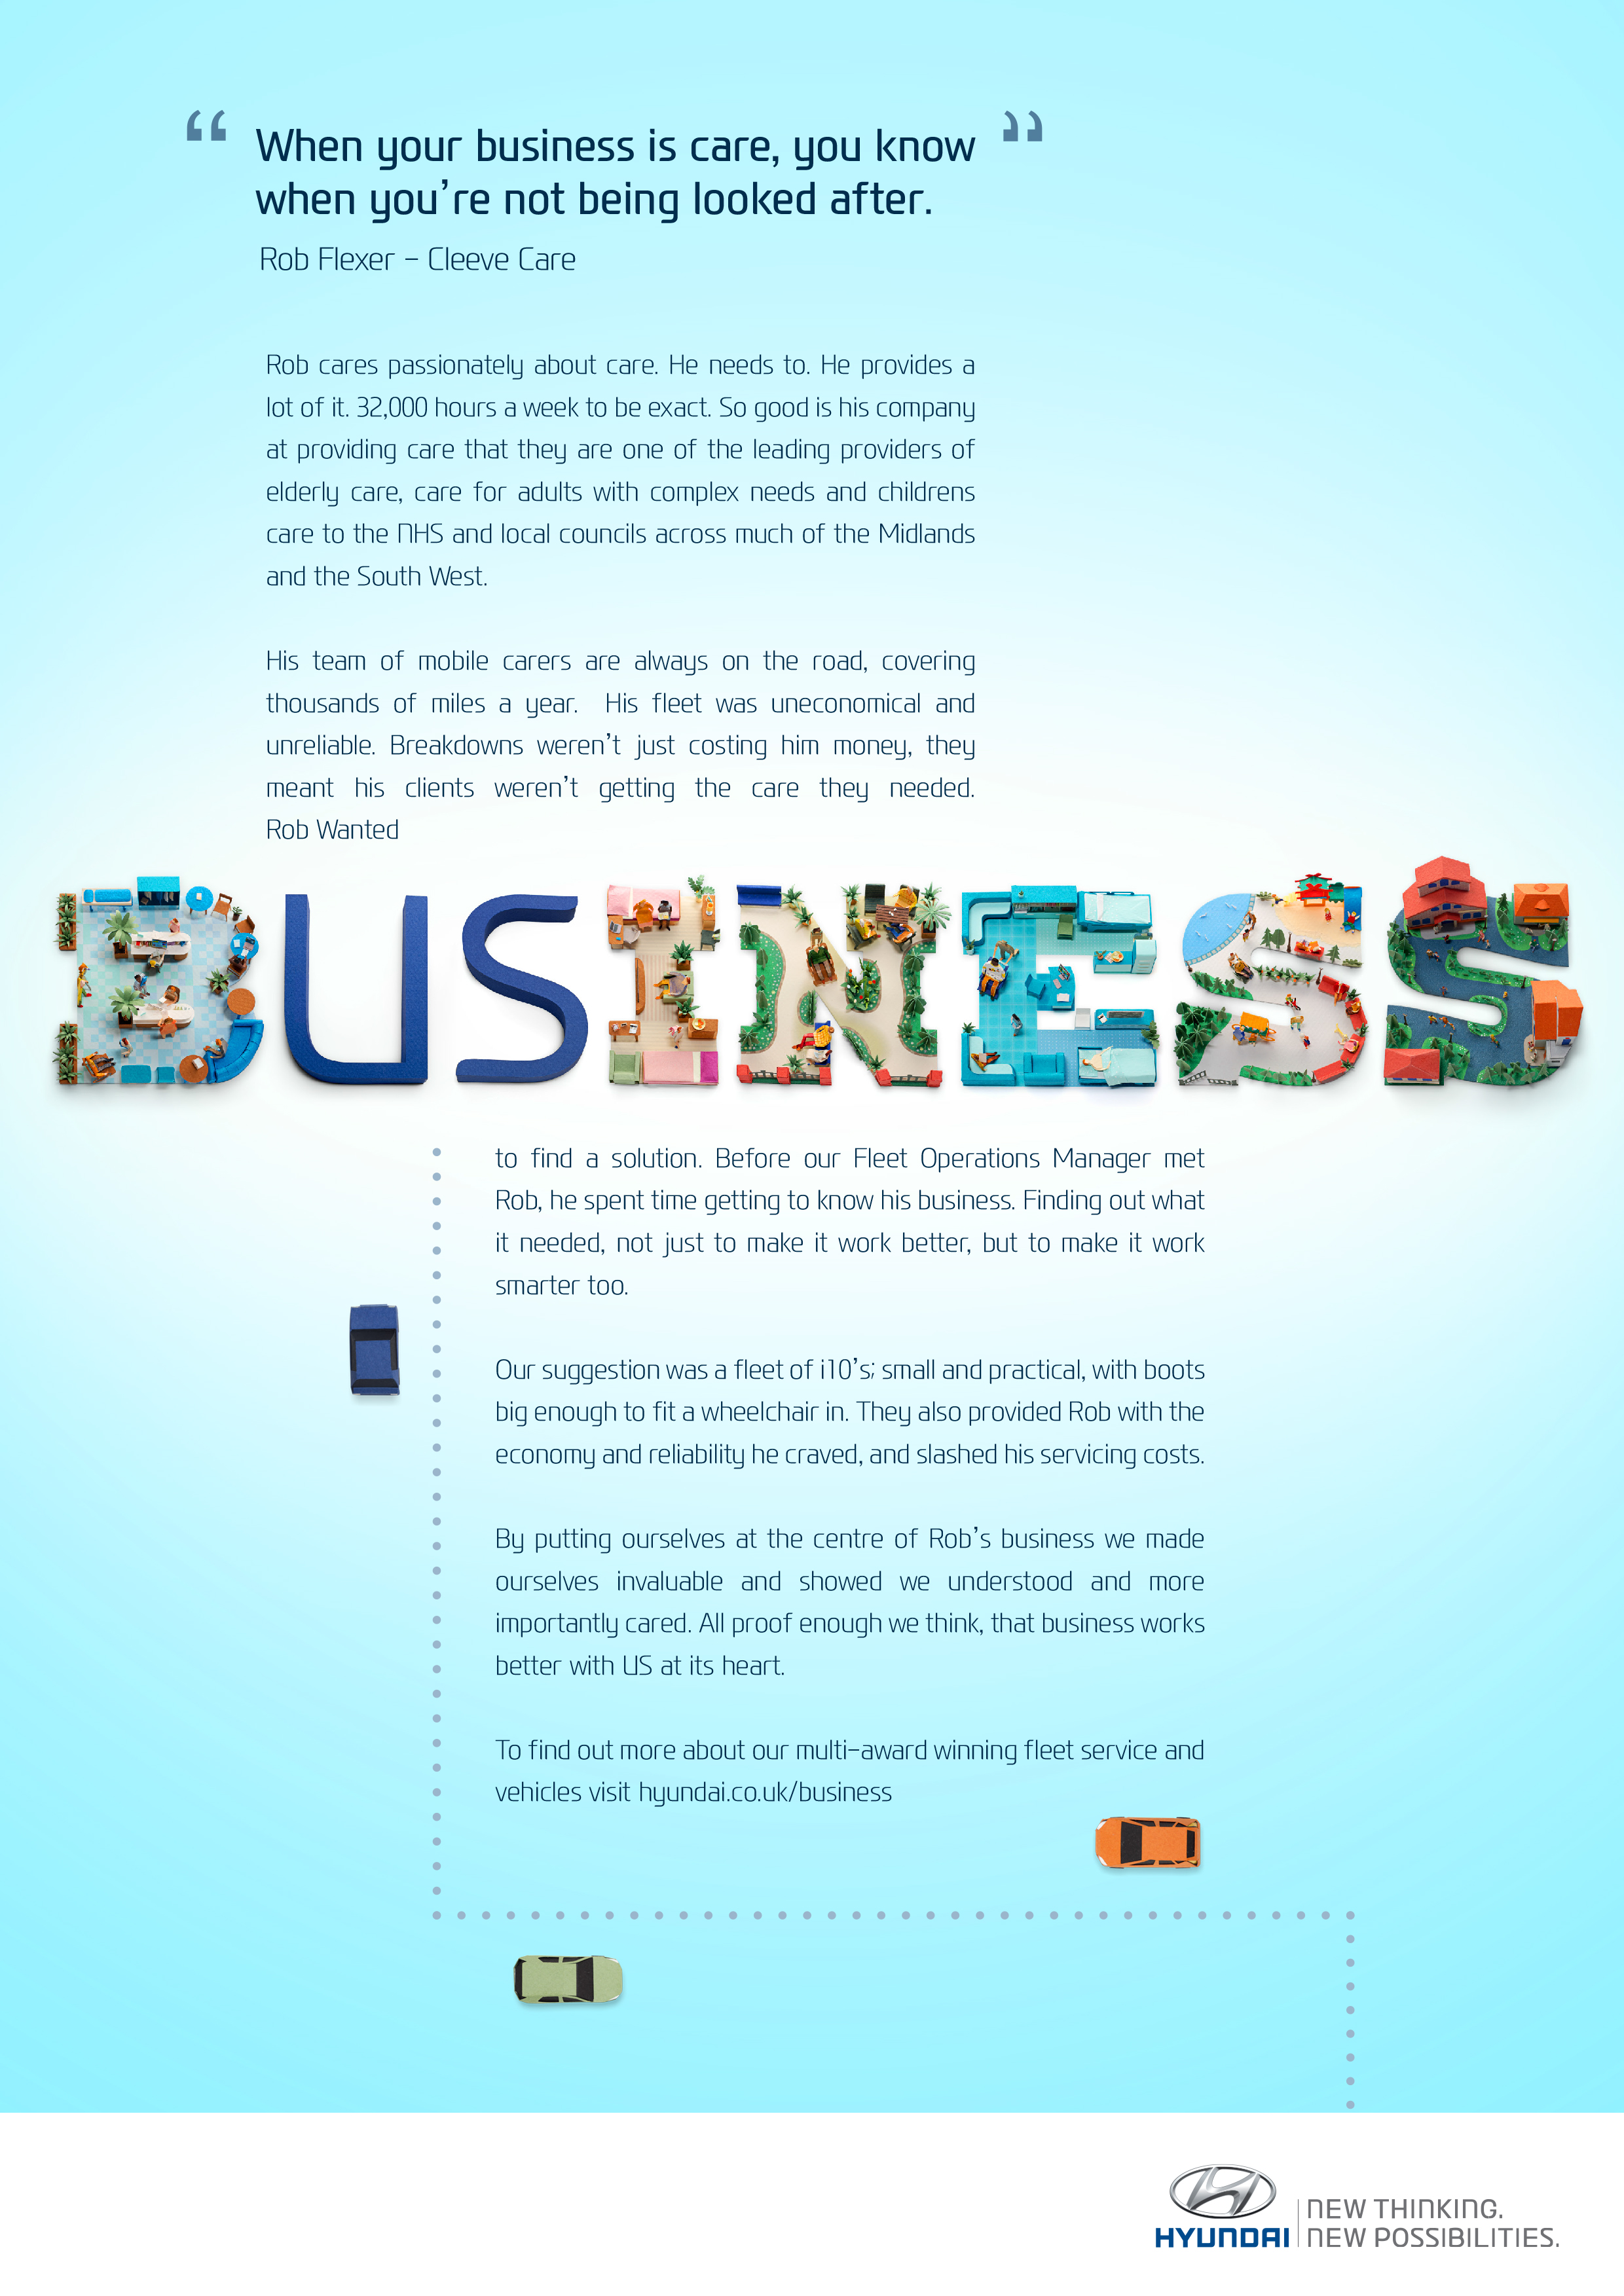 “ When your business is care, you know ”
when you’re not being looked after.
Rob Flexer – Cleeve Care
Rob cares passionately about care. He needs to. He provides a
lot of it. 32,000 hours a week to be exact. So good is his company
at providing care that they are one of the leading providers of
elderly care, care for adults with complex needs and childrens
care to the NHS and local councils across much of the Midlands
and the South West.
His team of mobile carers are always on the road, covering
thousands of miles a year.  His fleet was uneconomical and
unreliable. Breakdowns weren’t just costing him money, they
meant his clients weren’t getting the care they needed.
Rob Wanted
BUSINESS
to find a solution. Before our Fleet Operations Manager met
Rob, he spent time getting to know his business. Finding out what
it needed, not just to make it work better, but to make it work
smarter too.
Our suggestion was a fleet of i10’s; small and practical, with boots
big enough to fit a wheelchair in. They also provided Rob with the
economy and reliability he craved, and slashed his servicing costs.
By putting ourselves at the centre of Rob’s business we made
ourselves invaluable and showed we understood and more
importantly cared. All proof enough we think, that business works
better with US at its heart.
To find out more about our multi-award winning fleet service and
vehicles visit hyundai.co.uk/business
NEW THINKING.
HYUNDAI NEW POSSIBILITIES.